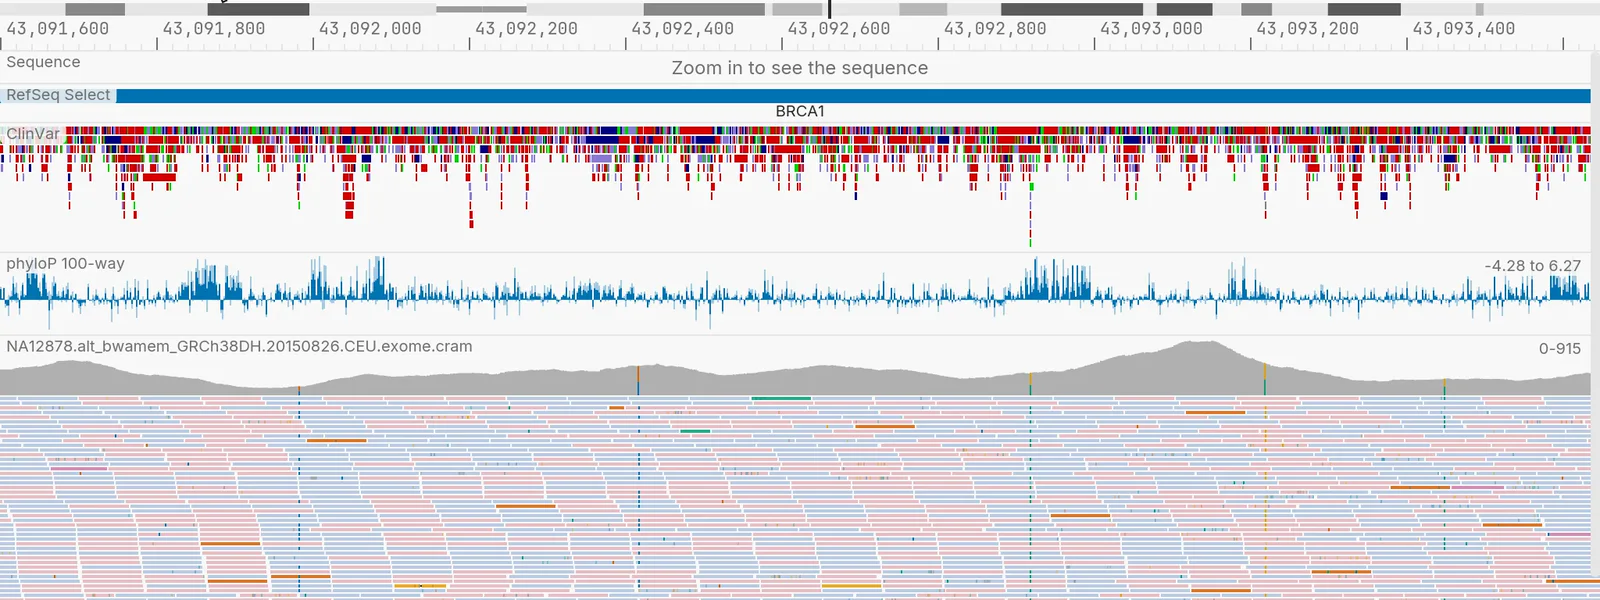 43,091,600 43,091,800 43,092,000 43,092,200 43,092,400 43,092,600 43,092,800 43,093,000 43,093,200 43,093,400
Sequence
Zoom in to see the sequence
RefSeq Select
BRCA1
ClinVar
phyloP 100-way
-4.28 to 6.27
NA12878.alt_bwamem_GRCh38DH.20150826.CEU.exome.cram
0-915